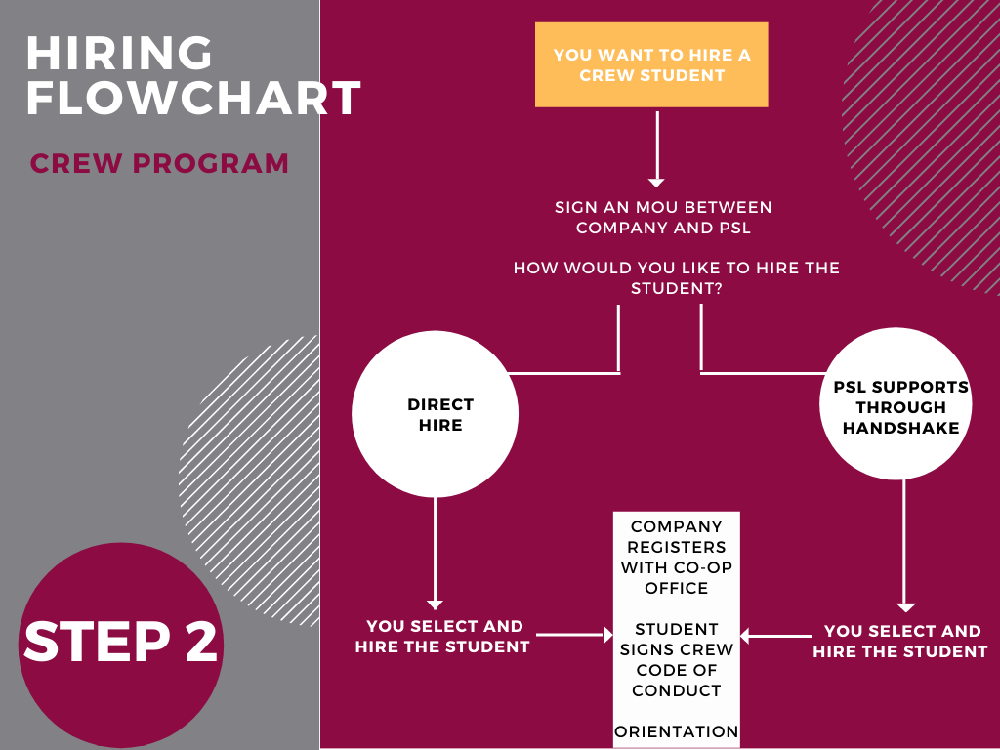 HIRING
FLOWCHART
CREW PROGRAM
STEP 2
YOU WANT TO HIRE A
CREW STUDENT
SIGN AN MOU BETWEEN
COMPANY AND PSL
HOW WOULD YOU LIKE TO HIRE THE
STUDENT?
DIRECT
HIRE
PSL SUPPORTS
THROUGH
HANDSHAKE
YOU SELECT AND
HIRE THE STUDENT
COMPANY
REGISTERS
WITH CO-OP
OFFICE
STUDENT
SIGNS CREW
CODE OF
CONDUCT
ORIENTATION
YOU SELECT AND
HIRE THE STUDENT